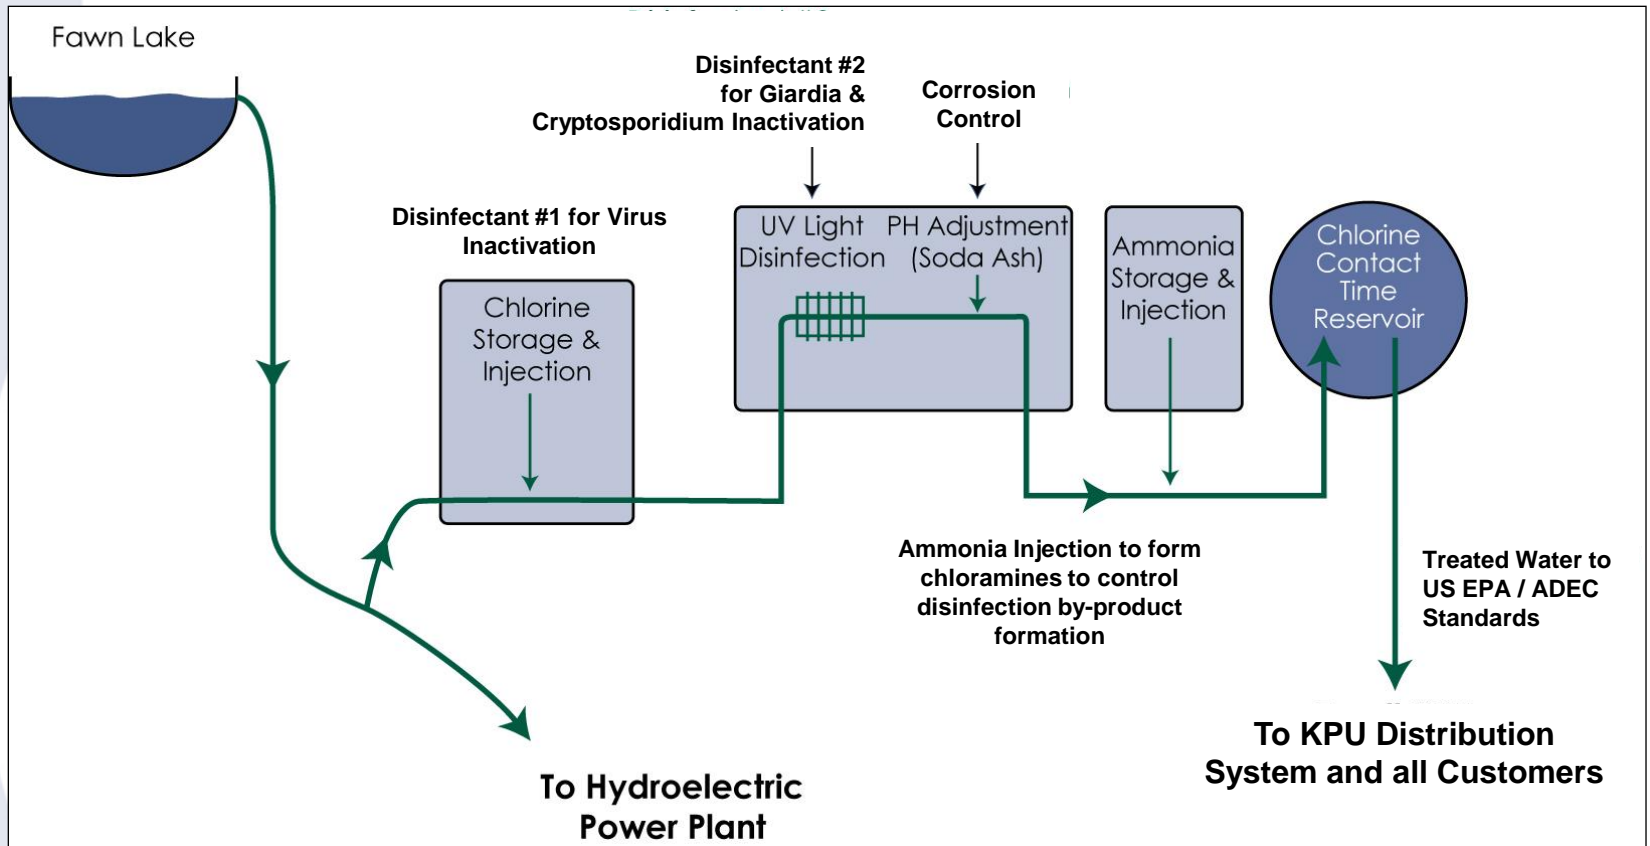 Fawn Lake
Disinfectant #2
for Giardia &
Cryptosporidium Inactivation
Corrosion
Control
Disinfectant #1 for Virus
Inactivation
Chlorine
Storage &
Injection
UV Light
Disinfection
PH Adjustment
(Soda Ash)
Ammonia
Storage &
Injection
Chlorine
Contact
Time
Reservoir
Ammonia Injection to form
chloramines to control
disinfection by-product
formation
Treated Water to
US EPA / ADEC
Standards
To Hydroelectric
Power Plant
To KPU Distribution
System and all Customers